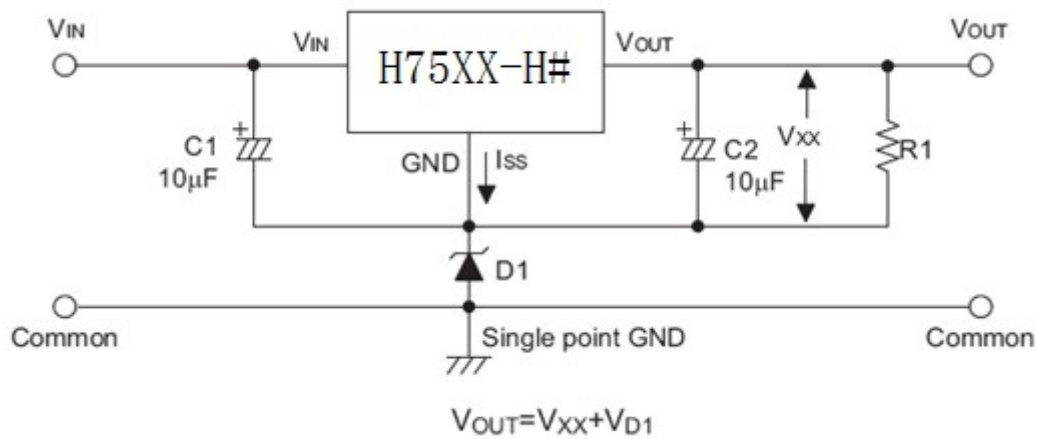 VIN
VIN
H75XX-H#
VOUT
VOUT
C1
10μF
GND
ISS
C2
10μF
VXX
R1
D1
Common
Single point GND
Common
VOUT=VXX+VD1